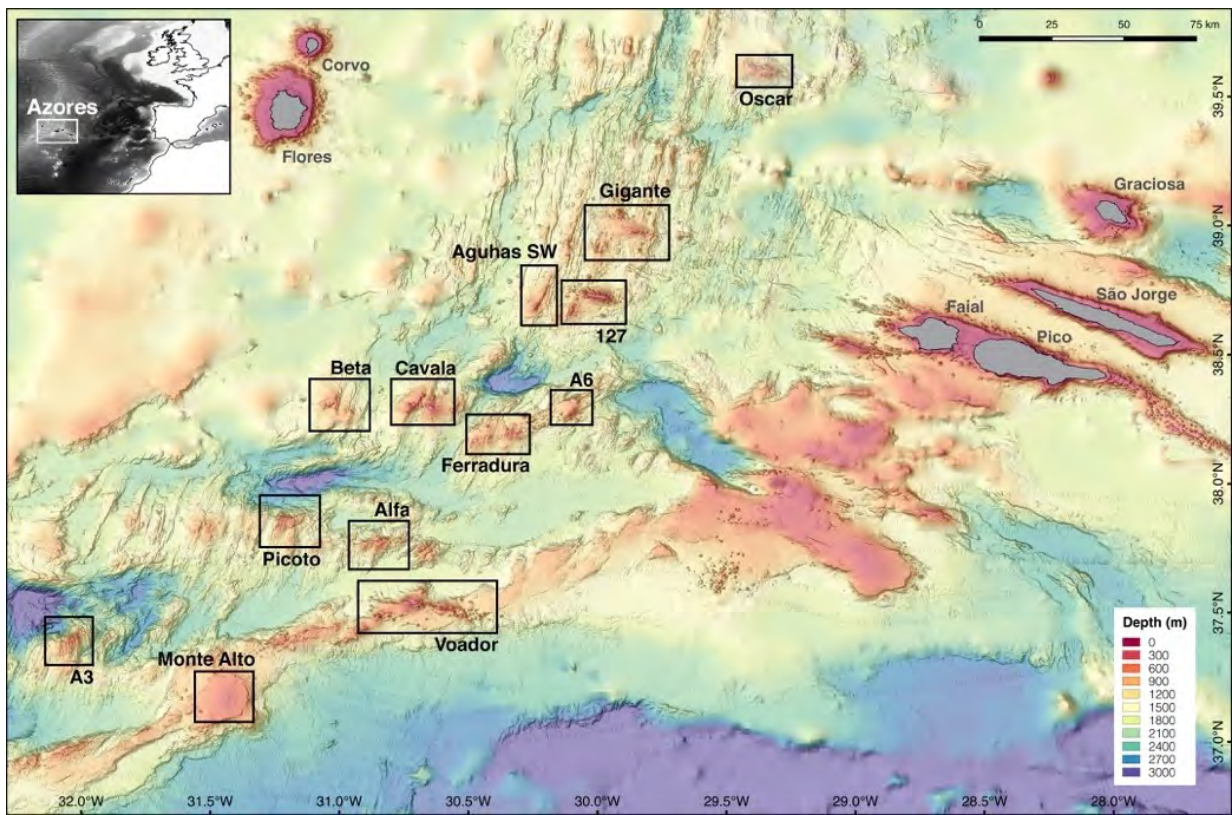 Azores
Corvo
Flores
Oscar
0 25 50 75 km
39.5°N
Graciosa
Gigante
39.0°N
Aguhas SW
São Jorge
Faial
Pico
127
38.5°N
Beta
Cavala
A6
Ferradura
38.0°N
Alfa
Picoto
37.5°N
Voador
Monte Alto
A3
Depth (m)
0
300
600
900
1200
1500
1800
2100
2400
2700
3000
37.0°N
32.0°W 31.5°W 31.0°W 30.5°W 30.0°W 29.5°W 29.0°W 28.5°W 28.0°W